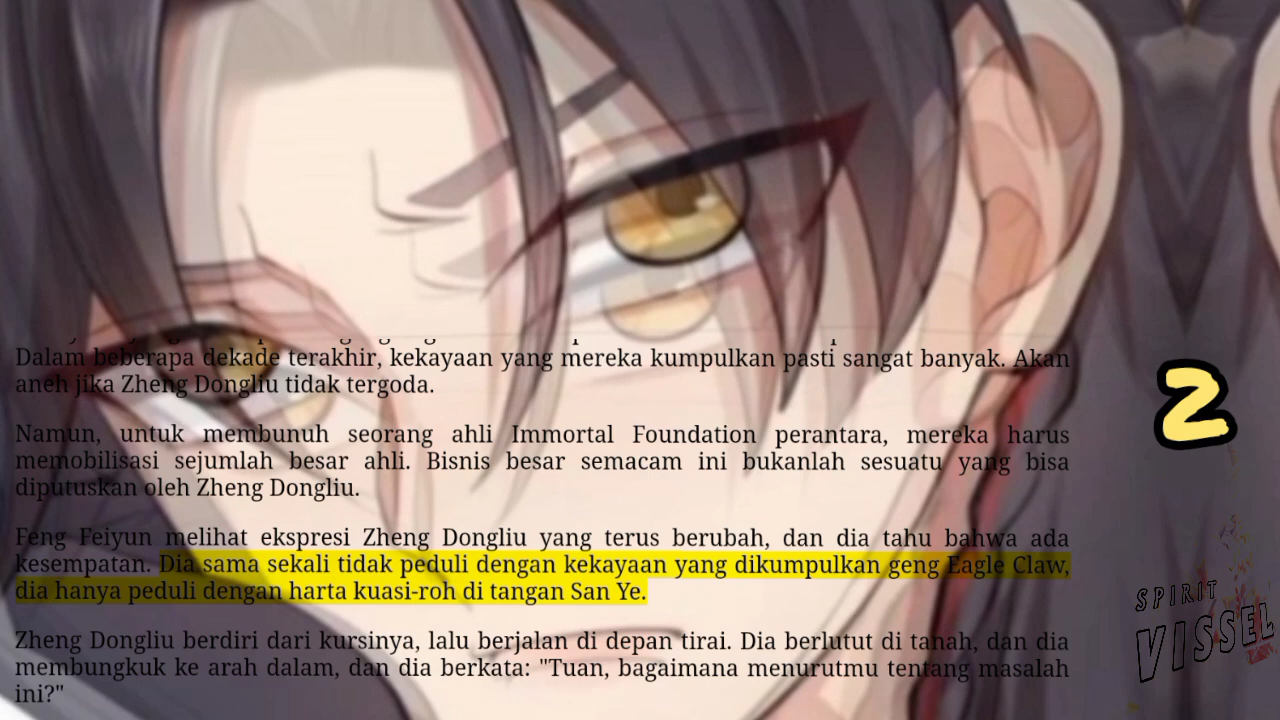 Dalam beberapa dekade terakhir, kekayaan yang mereka kumpulkan pasti sangat banyak. Akan
aneh jika Zheng Dongliu tidak tergoda.
Namun, untuk membunuh seorang ahli Immortal Foundation perantara, mereka harus
memobilisasi sejumlah besar ahli. Bisnis besar semacam ini bukanlah sesuatu yang bisa
diputuskan oleh Zheng Dongliu.
Feng Feiyun melihat ekspresi Zheng Dongliu yang terus berubah, dan dia tahu bahwa ada
kesempatan. Dia sama sekali tidak peduli dengan kekayaan yang dikumpulkan geng Eagle Claw,
dia hanya peduli dengan harta kuasi-roh di tangan San Ye.
Zheng Dongliu berdiri dari kursinya, lalu berjalan di depan tirai. Dia berlutut di tanah, dan dia
membungkuk ke arah dalam, dan dia berkata: "Tuan, bagaimana menurutmu tentang masalah
ini?"
2
SPIRIT
VISSEL